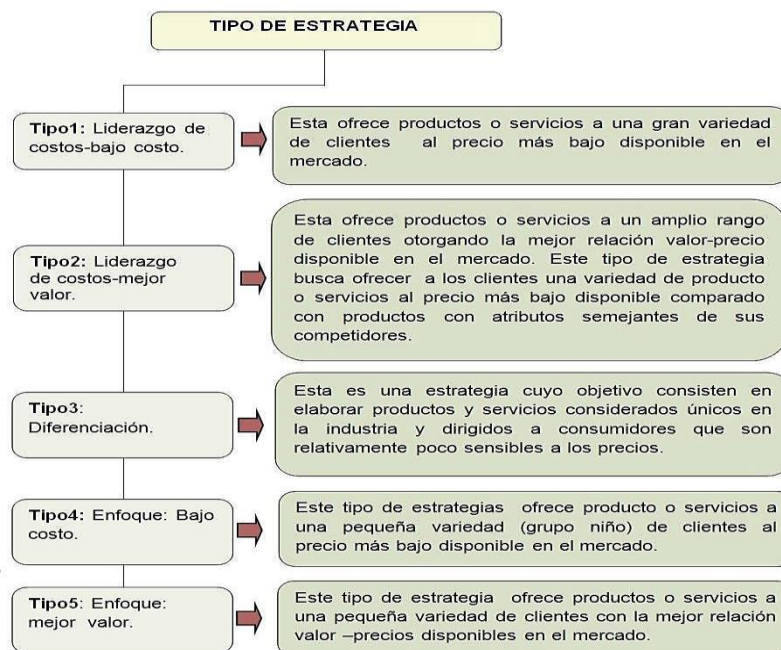 TIPO DE ESTRATEGIA
Tipo1: Liderazgo de
costos-bajo costo.
Esta ofrece productos o servicios a una gran variedad
de clientes al precio más bajo disponible en el
mercado.
Tipo2: Liderazgo
de costos-mejor
valor.
Esta ofrece productos o servicios a un amplio rango
de clientes otorgando la mejor relación valor-precio
disponible en el mercado. Este tipo de estrategia
busca ofrecer a los clientes una variedad de producto
o servicios al precio más bajo disponible comparado
con productos con atributos semejantes de sus
competidores.
Tipo3:
Diferenciación.
Esta es una estrategia cuyo objetivo consisten en
elaborar productos y servicios considerados únicos en
la industria y dirigidos a consumidores que son
relativamente poco sensibles a los precios.
Tipo4: Enfoque: Bajo
costo.
Este tipo de estrategias ofrece producto o servicios a
una pequeña variedad (grupo niño) de clientes al
precio más bajo disponible en el mercado.
Tipo5: Enfoque:
mejor valor.
Este tipo de estrategia ofrece productos o servicios a
una pequeña variedad de clientes con la mejor relación
valor –precios disponibles en el mercado.